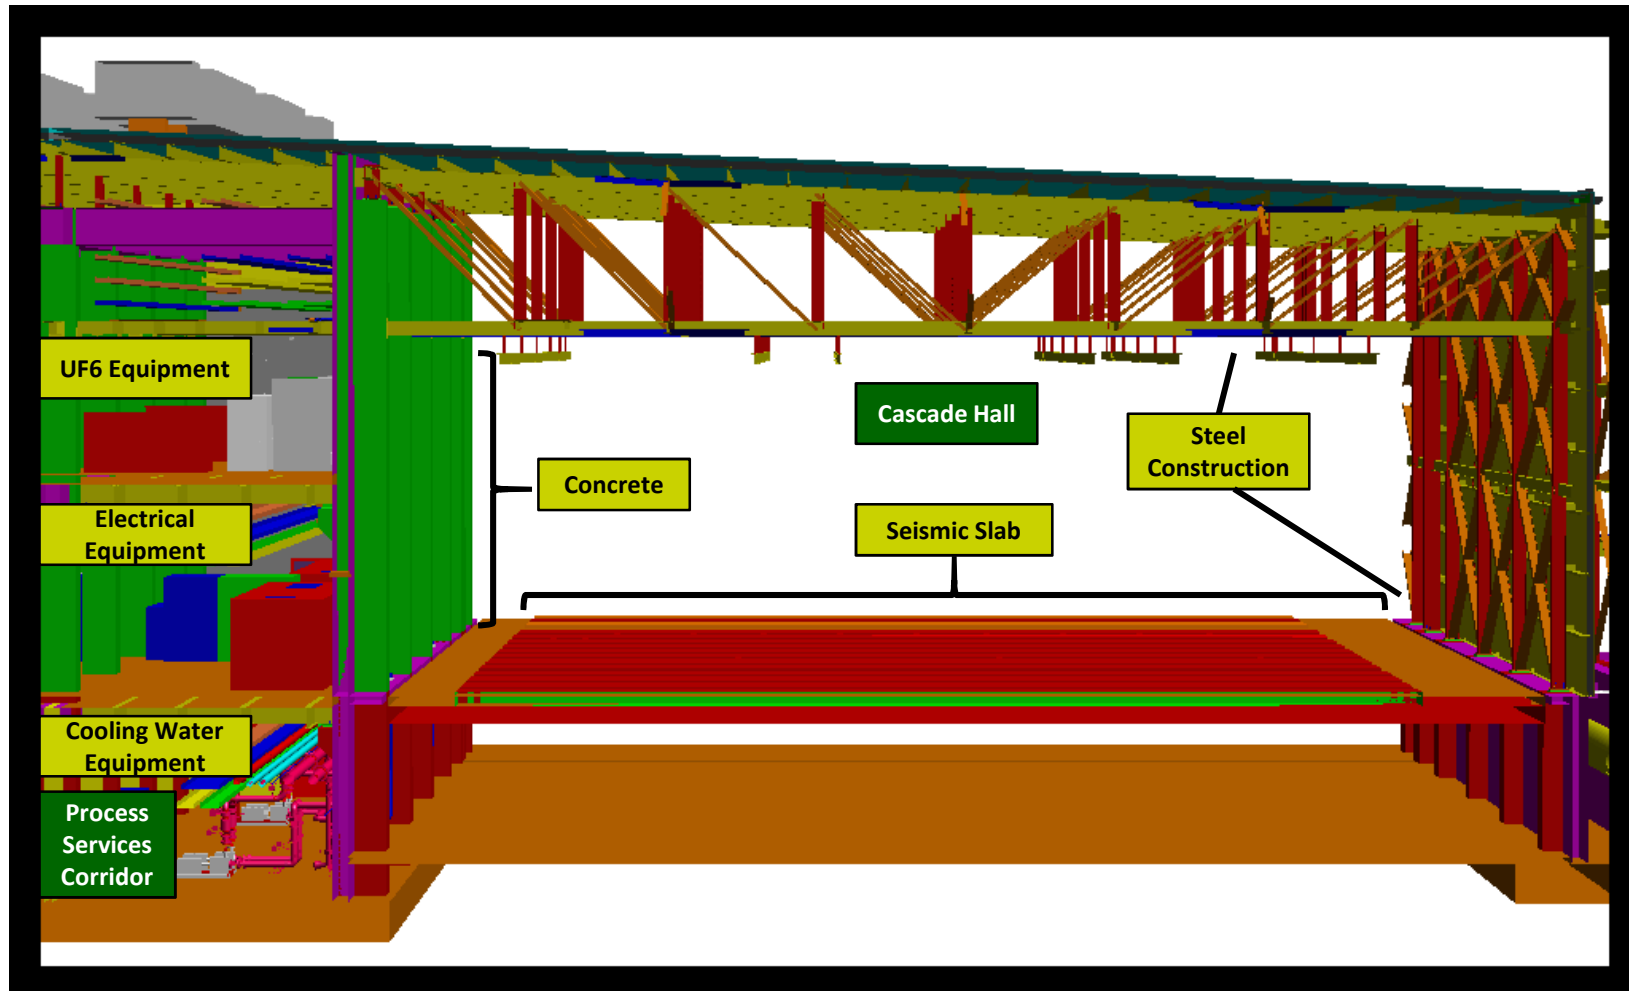 UF6 Equipment
Cascade Hall
Steel
Construction
Concrete
Electrical
Equipment
Seismic Slab
Cooling Water
Equipment
Process
Services
Corridor